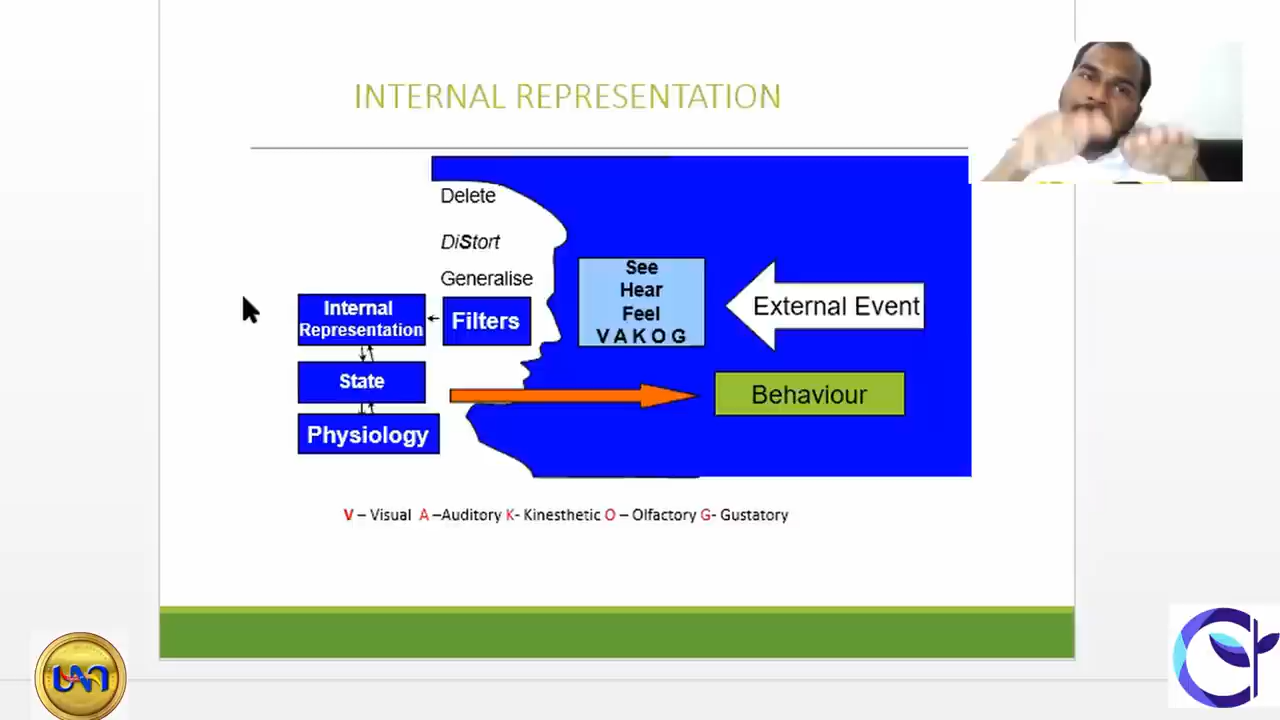 INTERNAL REPRESENTATION
Delete
DiStort
Generalise
Filters
Internal
Representation
State
Physiology
See
Hear
Feel
V A K O G
External Event
Behaviour
V – Visual A –Auditory K- Kinesthetic O – Olfactory G- Gustatory